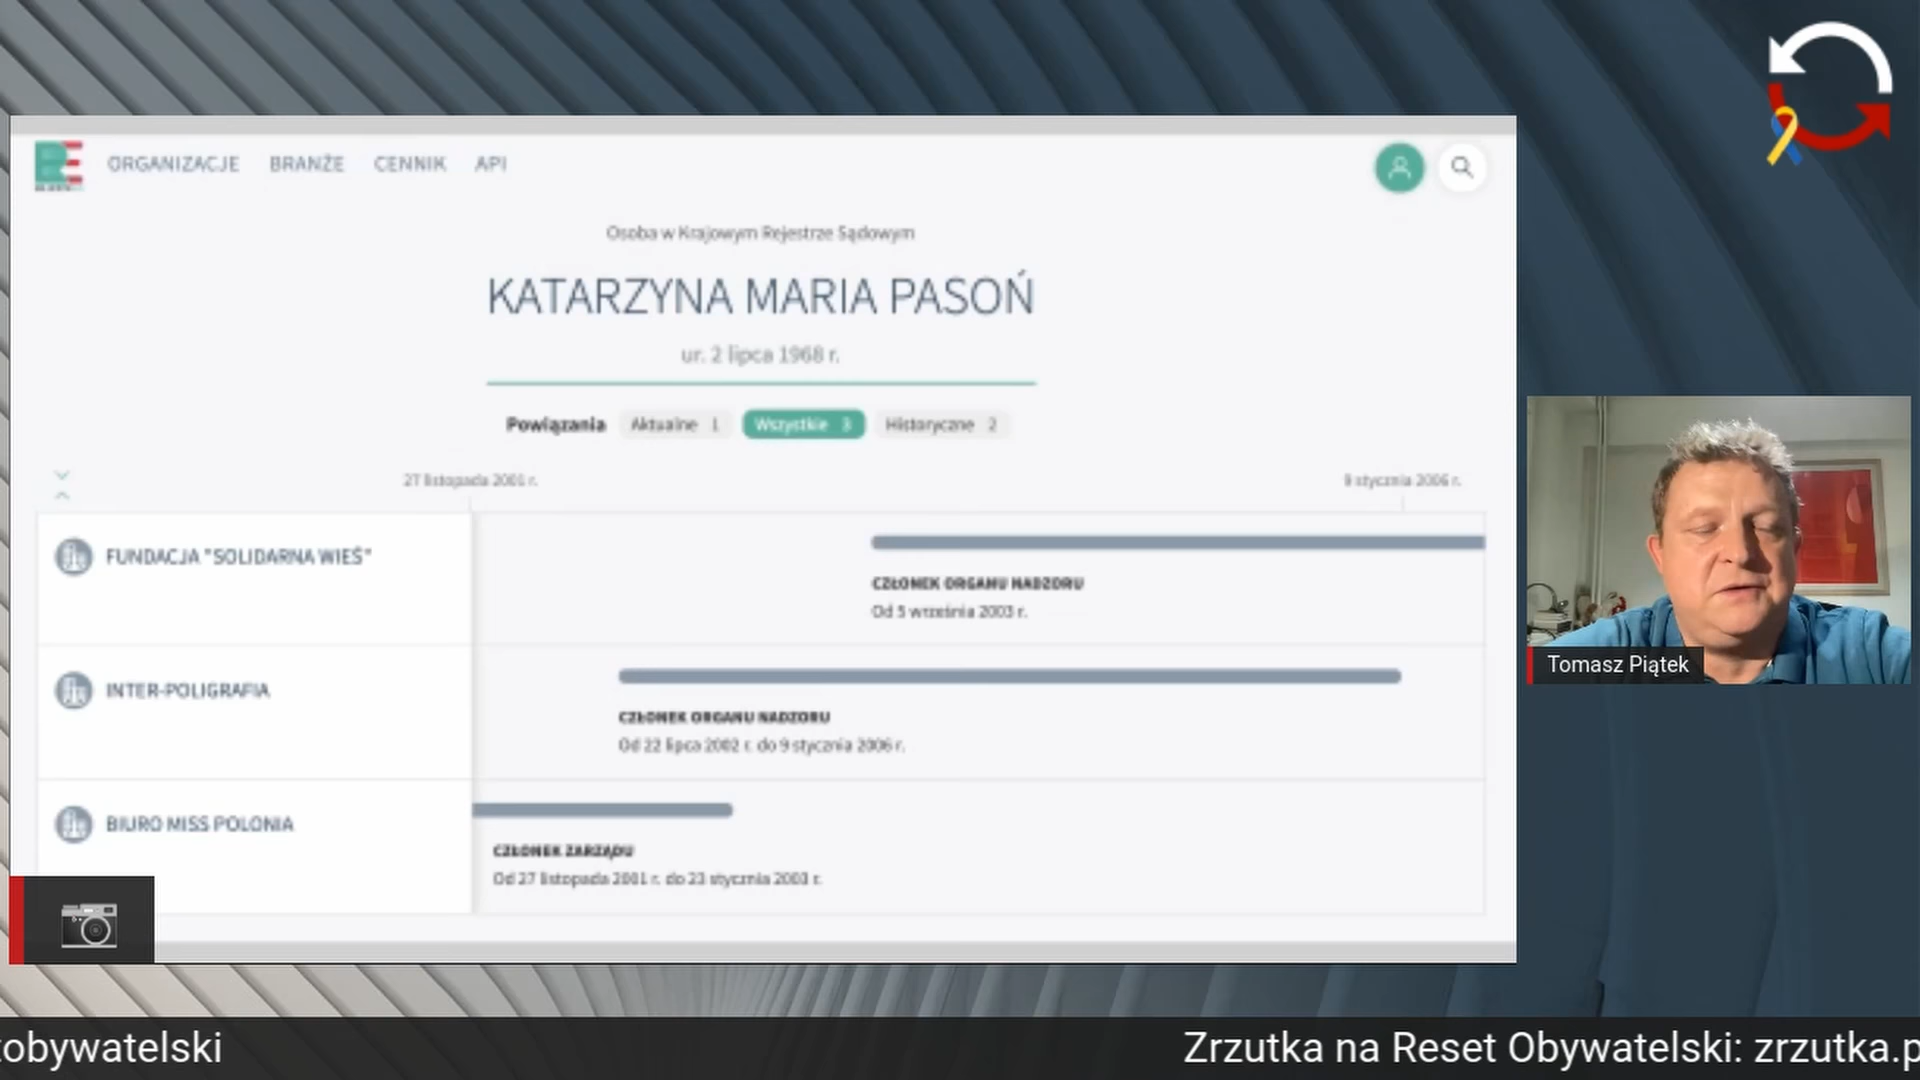 ORGANIZACJE BRANŻE CENNIK API
Osoba w Krajowym Rejestrze Sądowym
KATARZYNA MARIA PASOŃ
ur. 2 lipca 1968 r.
Powiązania Aktualne 1 Wszystkie 3 Historyczne 2
27 listopada 2001 r. 9 stycznia 2006 r.
FUNDACJA "SOLIDARNA WIEŚ"
CZŁONEK ORGANU NADZORU
Od 5 września 2003 r.
INTER-POLIGRAFIA
CZŁONEK ORGANU NADZORU
Od 22 lipca 2002 r. do 9 stycznia 2006 r.
BIURO MISS POLONIA
CZŁONEK ZARZĄDU
Od 27 listopada 2001 r. do 23 stycznia 2003 r.
Tomasz Piątek
tobywatelski Zrzutka na Reset Obywatelski: zrzutka.p